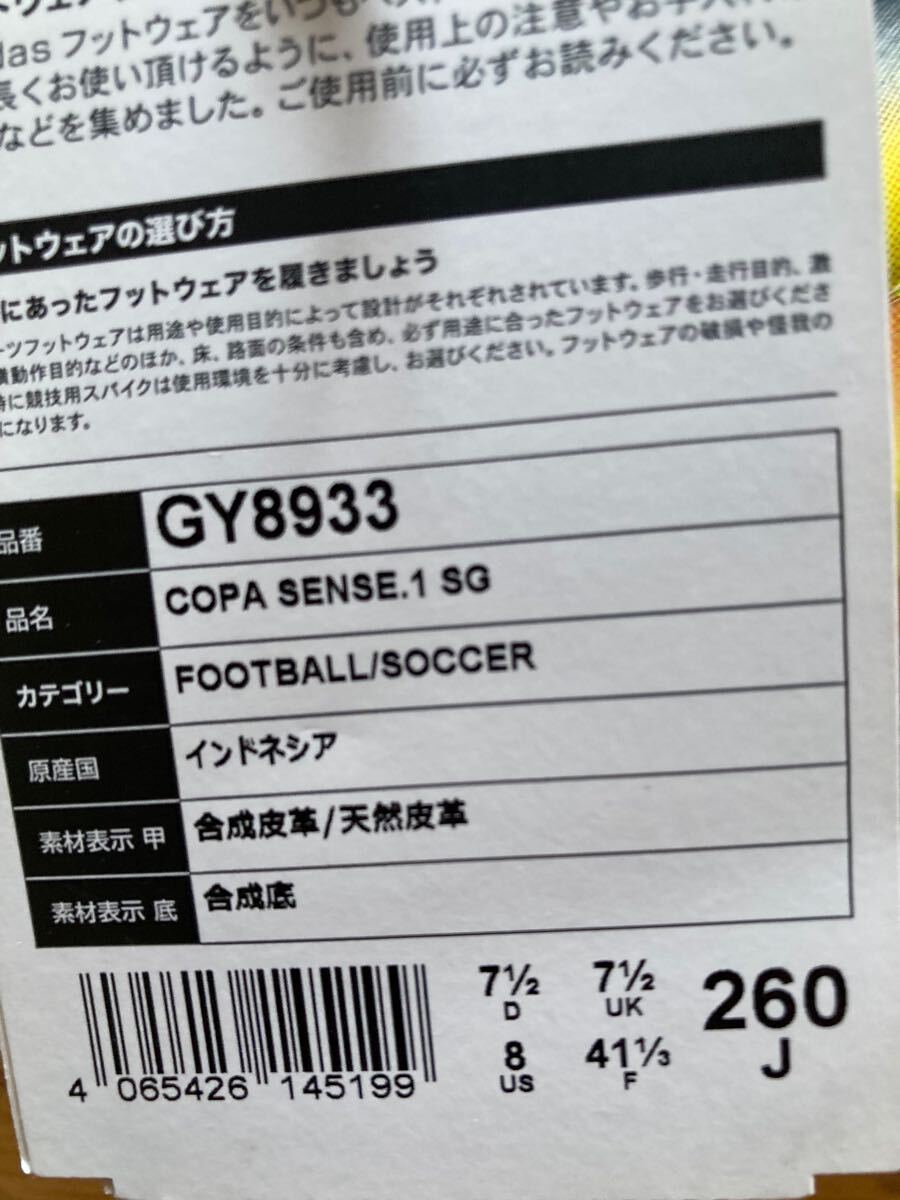 das フットウェアをいつもベス
長くお使い頂けるように、使用上の注意やお手入れ
などを集めました。ご使用前に必ずお読みください。
ットウェアの選び方
にあったフットウェアを履きましょう
ーツフットウェアは用途や使用目的によって設計がそれぞれされています。歩行・走行目的、激
横動作目的などのほか、床、路面の条件も含め、必ず用途に合ったフットウェアをお選びくださ
特に競技用スパイクは使用環境を十分に考慮し、お選びください。フットウェアの破損や怪我の
になります。
品番 GY8933
品名 COPA SENSE.1 SG
カテゴリー FOOTBALL/SOCCER
原産国 インドネシア
素材表示 甲 合成皮革/天然皮革
素材表示 底 合成底
7½ D 7½ UK 260 J
8 US 41⅓ F
4 065426 145199